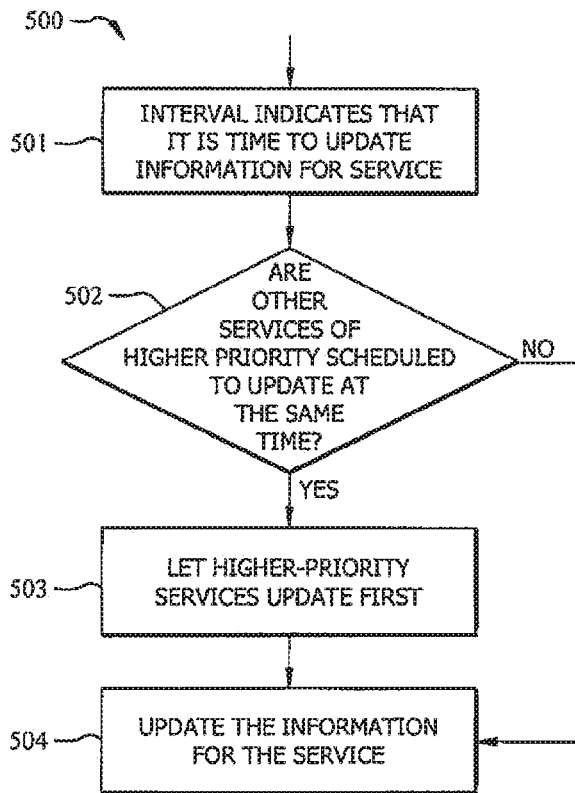 500
INTERVAL INDICATES THAT
IT IS TIME TO UPDATE
INFORMATION FOR SERVICE
501
ARE
OTHER
SERVICES OF
HIGHER PRIORITY SCHEDULED
TO UPDATE AT
THE SAME
TIME?
502
NO
YES
LET HIGHER-PRIORITY
SERVICES UPDATE FIRST
503
UPDATE THE INFORMATION
FOR THE SERVICE
504